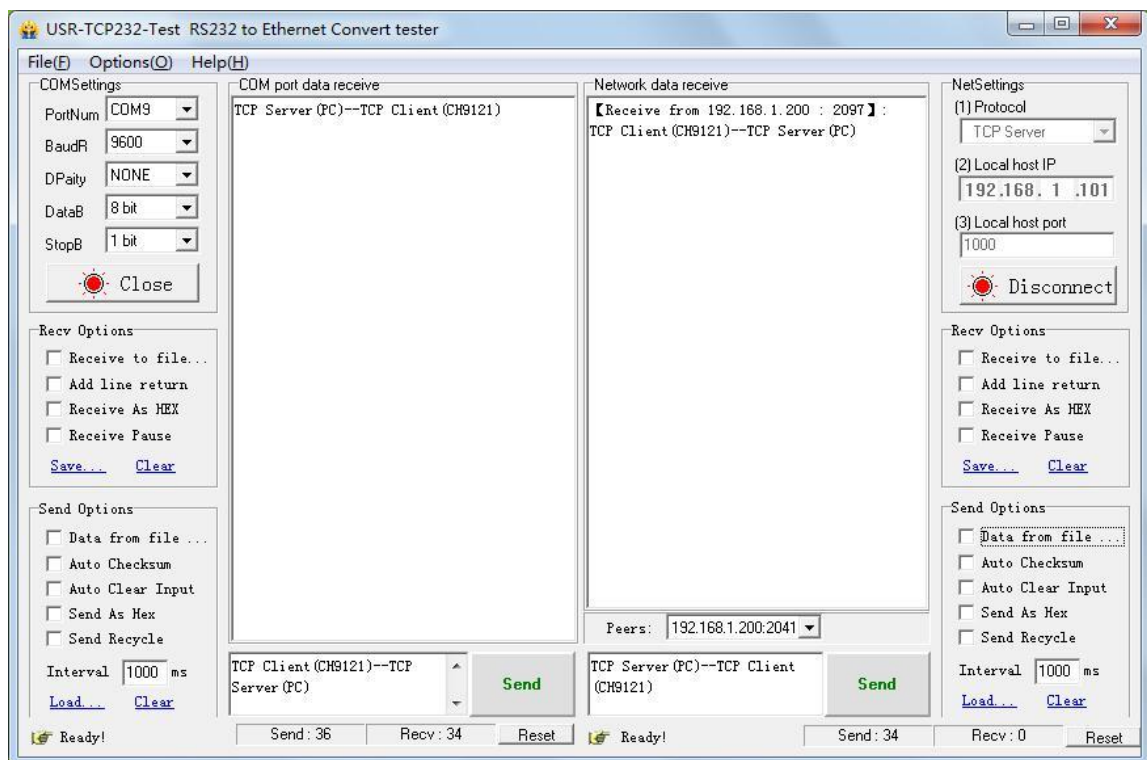 USR-TCP232-Test  RS232 to Ethernet Convert tester
File(F)  Options(O)  Help(H)
COMSettings
PortNum COM9
BaudR 9600
DPaity NONE
DataB 8 bit
StopB 1 bit
Close
Recv Options
Receive to file...
Add line return
Receive As HEX
Receive Pause
Save...  Clear
Send Options
Data from file ...
Auto Checksum
Auto Clear Input
Send As Hex
Send Recycle
Interval 1000 ms
Load...  Clear
Ready!
COM port data receive
TCP Server(PC)--TCP Client(CH9121)
TCP Client(CH9121)--TCP
Server(PC)
Send
Send : 36  Recv : 34  Reset
Network data receive
【Receive from 192.168.1.200 : 2097】:
TCP Client(CH9121)--TCP Server(PC)
Peers: 192.168.1.200:2041
TCP Server(PC)--TCP Client
(CH9121)
Send
Ready!  Send : 34  Recv : 0  Reset
NetSettings
(1) Protocol
TCP Server
(2) Local host IP
192.168. 1 .101
(3) Local host port
1000
Disconnect
Recv Options
Receive to file...
Add line return
Receive As HEX
Receive Pause
Save...  Clear
Send Options
Data from file ...
Auto Checksum
Auto Clear Input
Send As Hex
Send Recycle
Interval 1000 ms
Load...  Clear